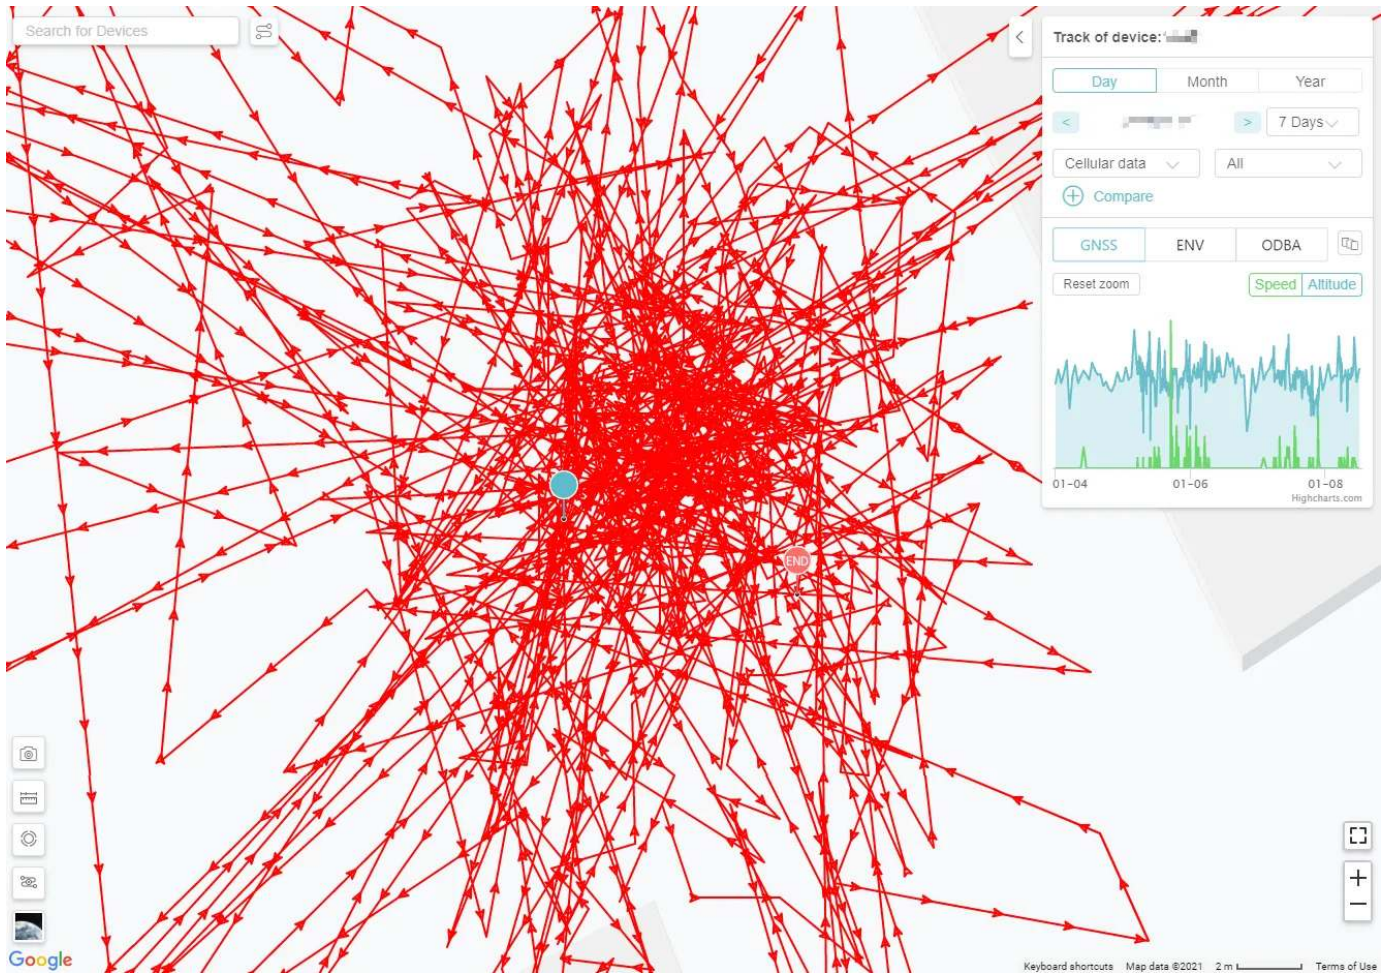 Search for Devices
Track of device:
Day Month Year
< > 7 Days
Cellular data All
Compare
GNSS ENV ODBA
Reset zoom Speed Altitude
01-04 01-06 01-08
Highcharts.com
END
Google
Keyboard shortcuts Map data ©2021 2 m Terms of Use